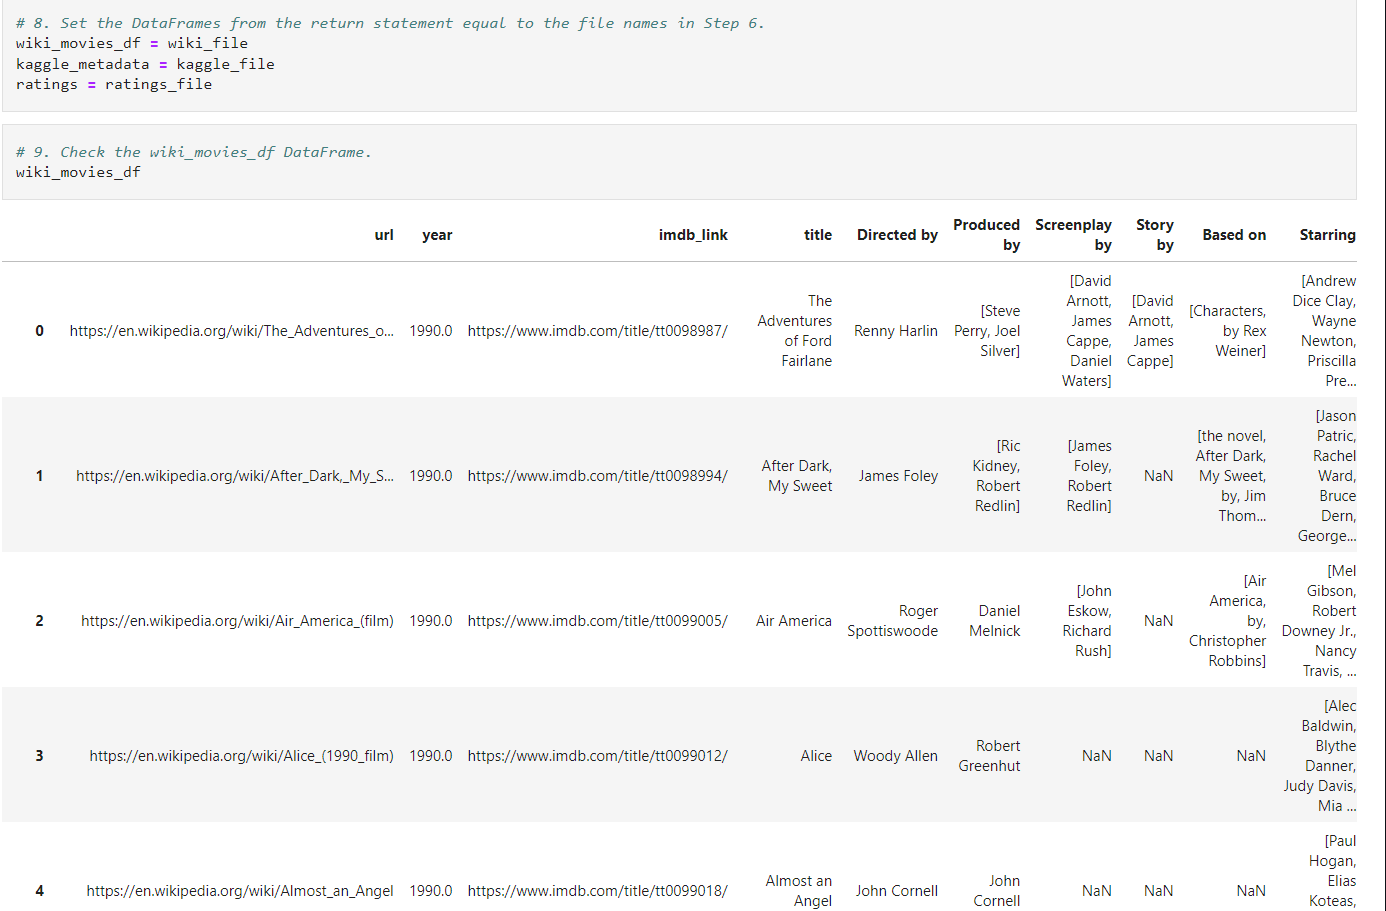 # 8. Set the DataFrames from the return statement equal to the file names in Step 6.
wiki_movies_df = wiki_file
kaggle_metadata = kaggle_file
ratings = ratings_file
# 9. Check the wiki_movies_df DataFrame.
wiki_movies_df
url year imdb_link title Directed by Produced by Screenplay by Story by Based on Starring
0 https://en.wikipedia.org/wiki/The_Adventures_o... 1990.0 https://www.imdb.com/title/tt0098987/ The Adventures of Ford Fairlane Renny Harlin [Steve Perry, Joel Silver] [David Arnott, James Cappe, Daniel Waters] [David Arnott, James Cappe] [Characters, by Rex Weiner] [Andrew Dice Clay, Wayne Newton, Priscilla Pre...
1 https://en.wikipedia.org/wiki/After_Dark,_My_S... 1990.0 https://www.imdb.com/title/tt0098994/ After Dark, My Sweet James Foley [Ric Kidney, Robert Redlin] [James Foley, Robert Redlin] NaN [the novel, After Dark, My Sweet, by, Jim Thom... [Jason Patric, Rachel Ward, Bruce Dern, George...
2 https://en.wikipedia.org/wiki/Air_America_(film) 1990.0 https://www.imdb.com/title/tt0099005/ Air America Roger Spottiswoode Daniel Melnick [John Eskow, Richard Rush] NaN [Air America, by, Christopher Robbins] [Mel Gibson, Robert Downey Jr., Nancy Travis, ...
3 https://en.wikipedia.org/wiki/Alice_(1990_film) 1990.0 https://www.imdb.com/title/tt0099012/ Alice Woody Allen Robert Greenhut NaN NaN NaN [Alec Baldwin, Blythe Danner, Judy Davis, Mia ...
4 https://en.wikipedia.org/wiki/Almost_an_Angel 1990.0 https://www.imdb.com/title/tt0099018/ Almost an Angel John Cornell John Cornell NaN NaN NaN [Paul Hogan, Elias Koteas,